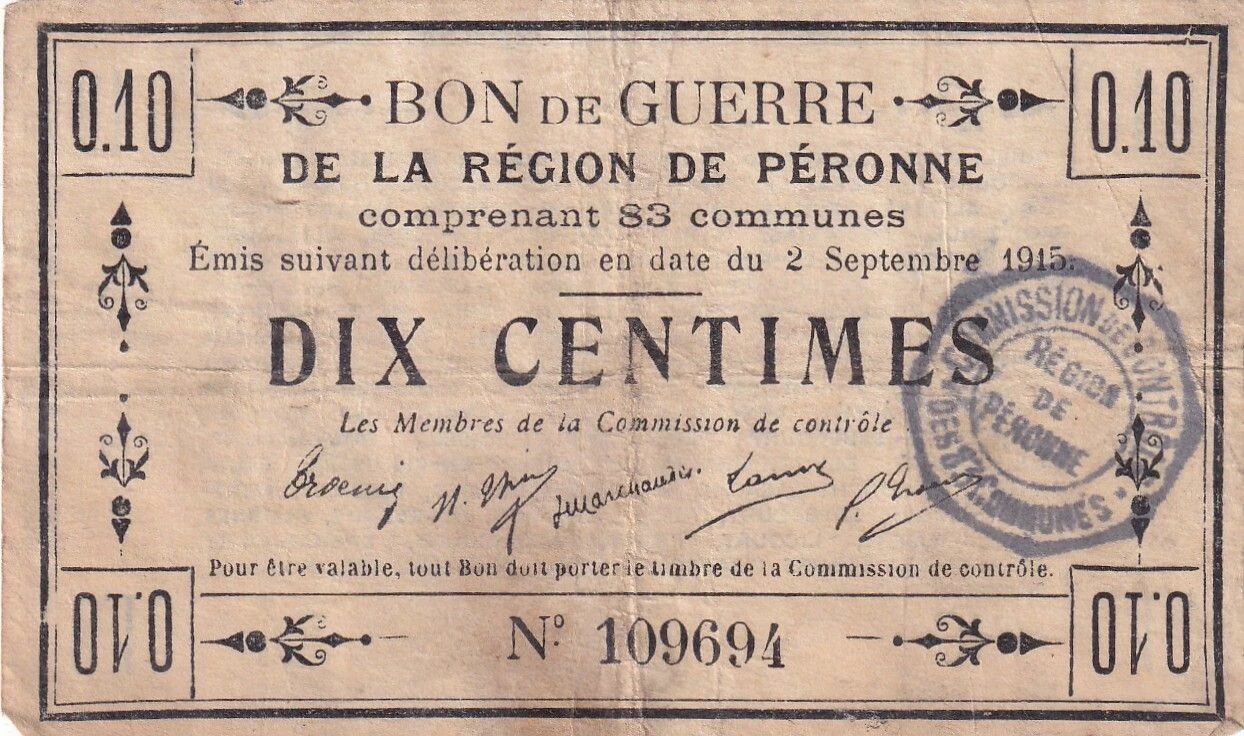 0.10 BON DE GUERRE 0.10
DE LA RÉGION DE PÉRONNE
comprenant 83 communes
Émis suivant délibération en date du 2 Septembre 1915.
DIX CENTIMES
COMMISSION DE CONTRÔLE
DES BONS COMMUNÉS
RÉGION
DE
PÉRONNE
Les Membres de la Commission de contrôle
Pour être valable, tout Bon doit porter le timbre de la Commission de contrôle.
0.10 Nº 109694 0.10